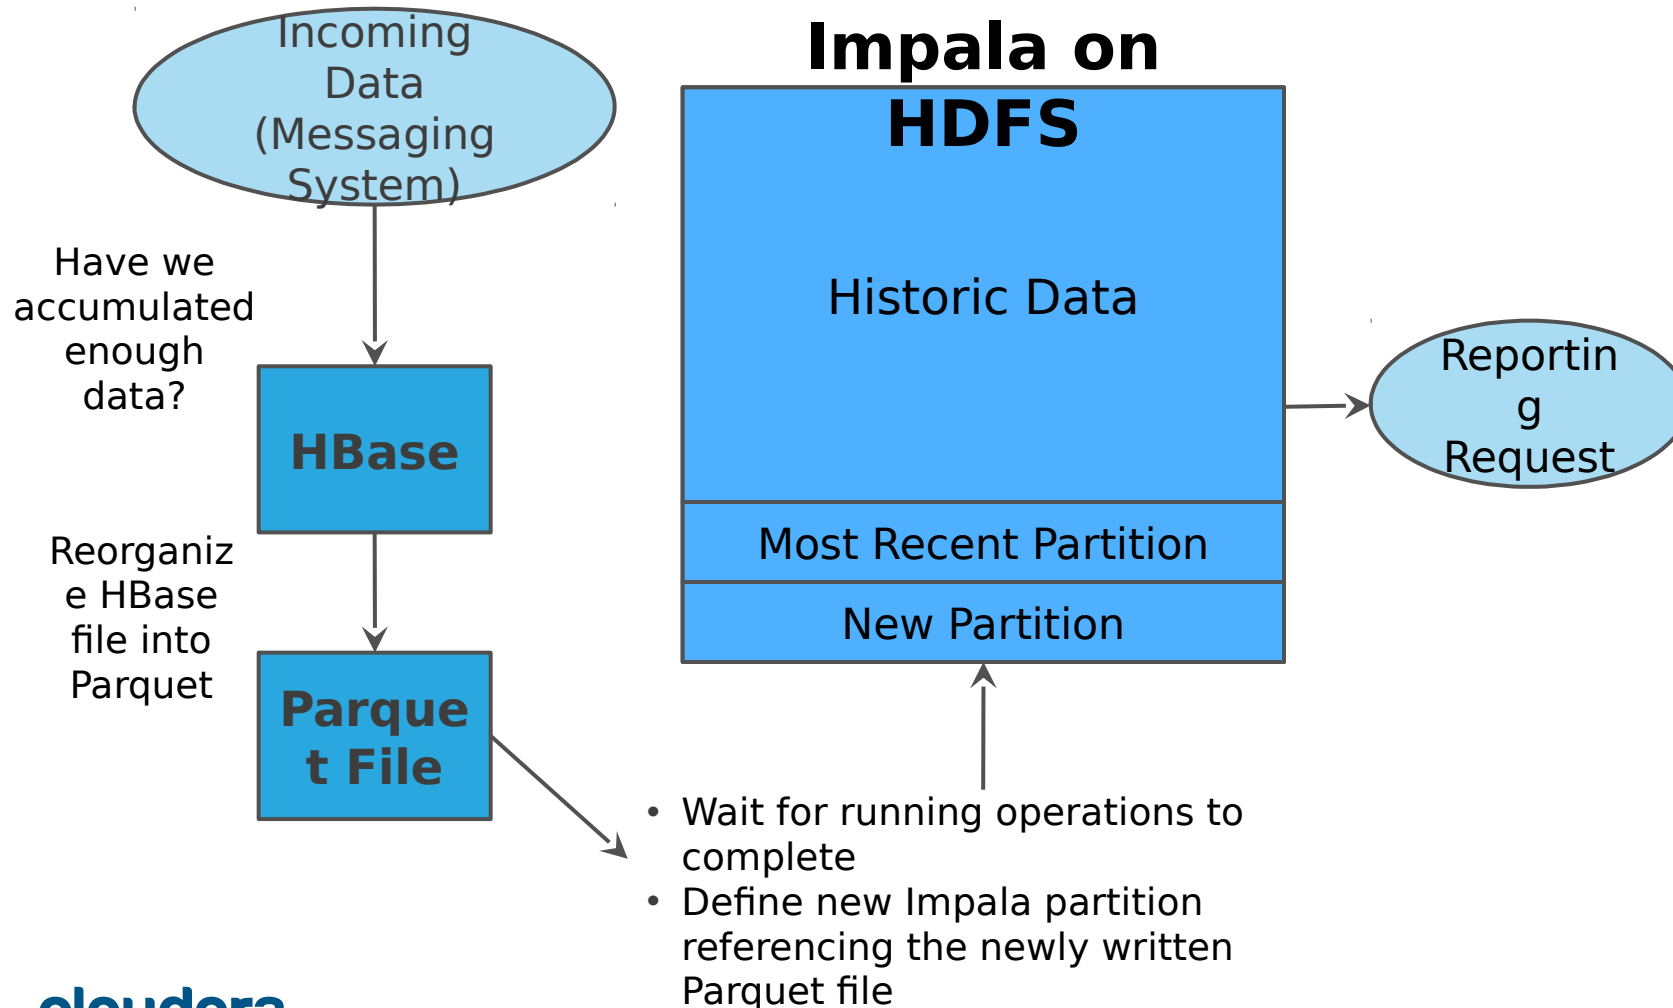 Incoming
Data
(Messaging
System)
Impala on
HDFS
Have we
accumulated
enough
data?
Historic Data
Reportin
g
Request
HBase
Most Recent Partition
Reorganiz
e HBase
file into
Parquet
New Partition
Parque
t File
• Wait for running operations to
complete
• Define new Impala partition
referencing the newly written
Parquet file
cloudera